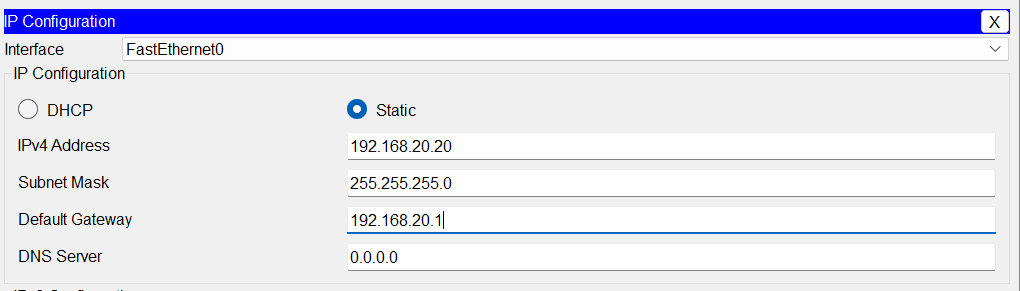 IP Configuration X
Interface FastEthernet0
IP Configuration
DHCP Static
IPv4 Address 192.168.20.20
Subnet Mask 255.255.255.0
Default Gateway 192.168.20.1
DNS Server 0.0.0.0